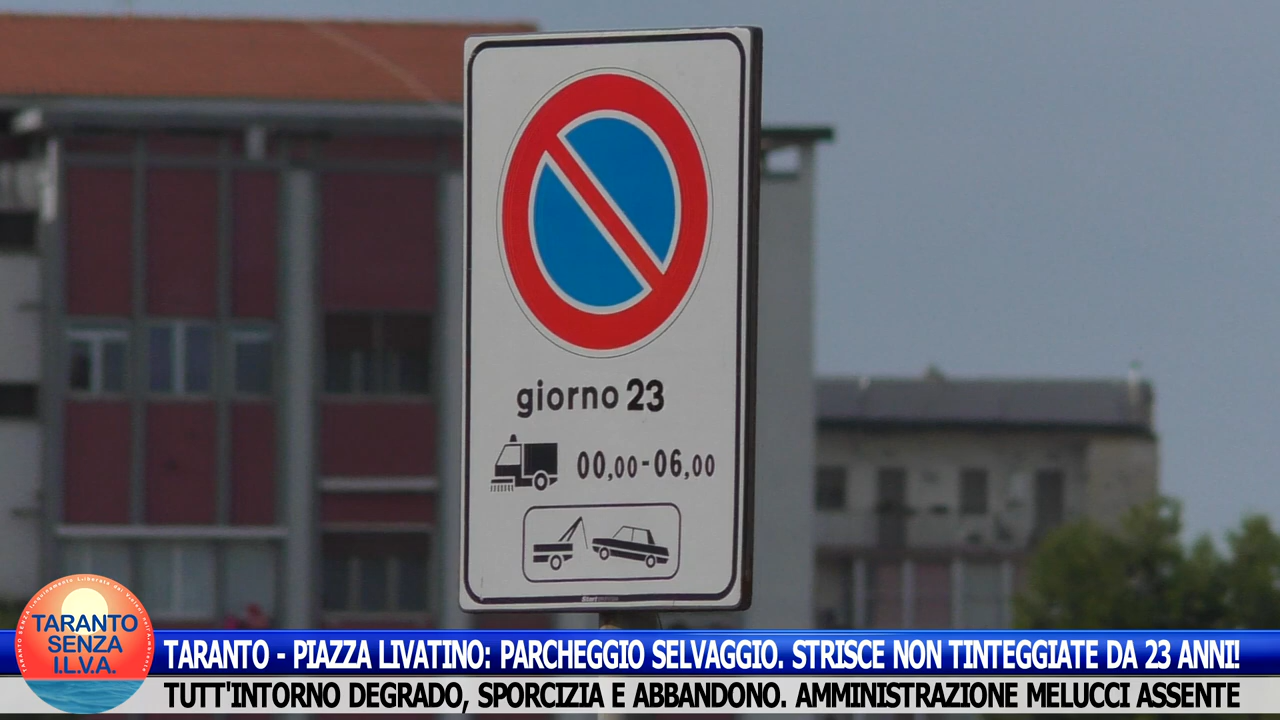 giorno 23
00,00-06,00
TARANTO
SENZA
I.L.V.A.
TARANTO - PIAZZA LIVATINO: PARCHEGGIO SELVAGGIO. STRISCE NON TINTEGGIATE DA 23 ANNI!
TUTT'INTORNO DEGRADO, SPORCIZIA E ABBANDONO. AMMINISTRAZIONE MELUCCI ASSENTE